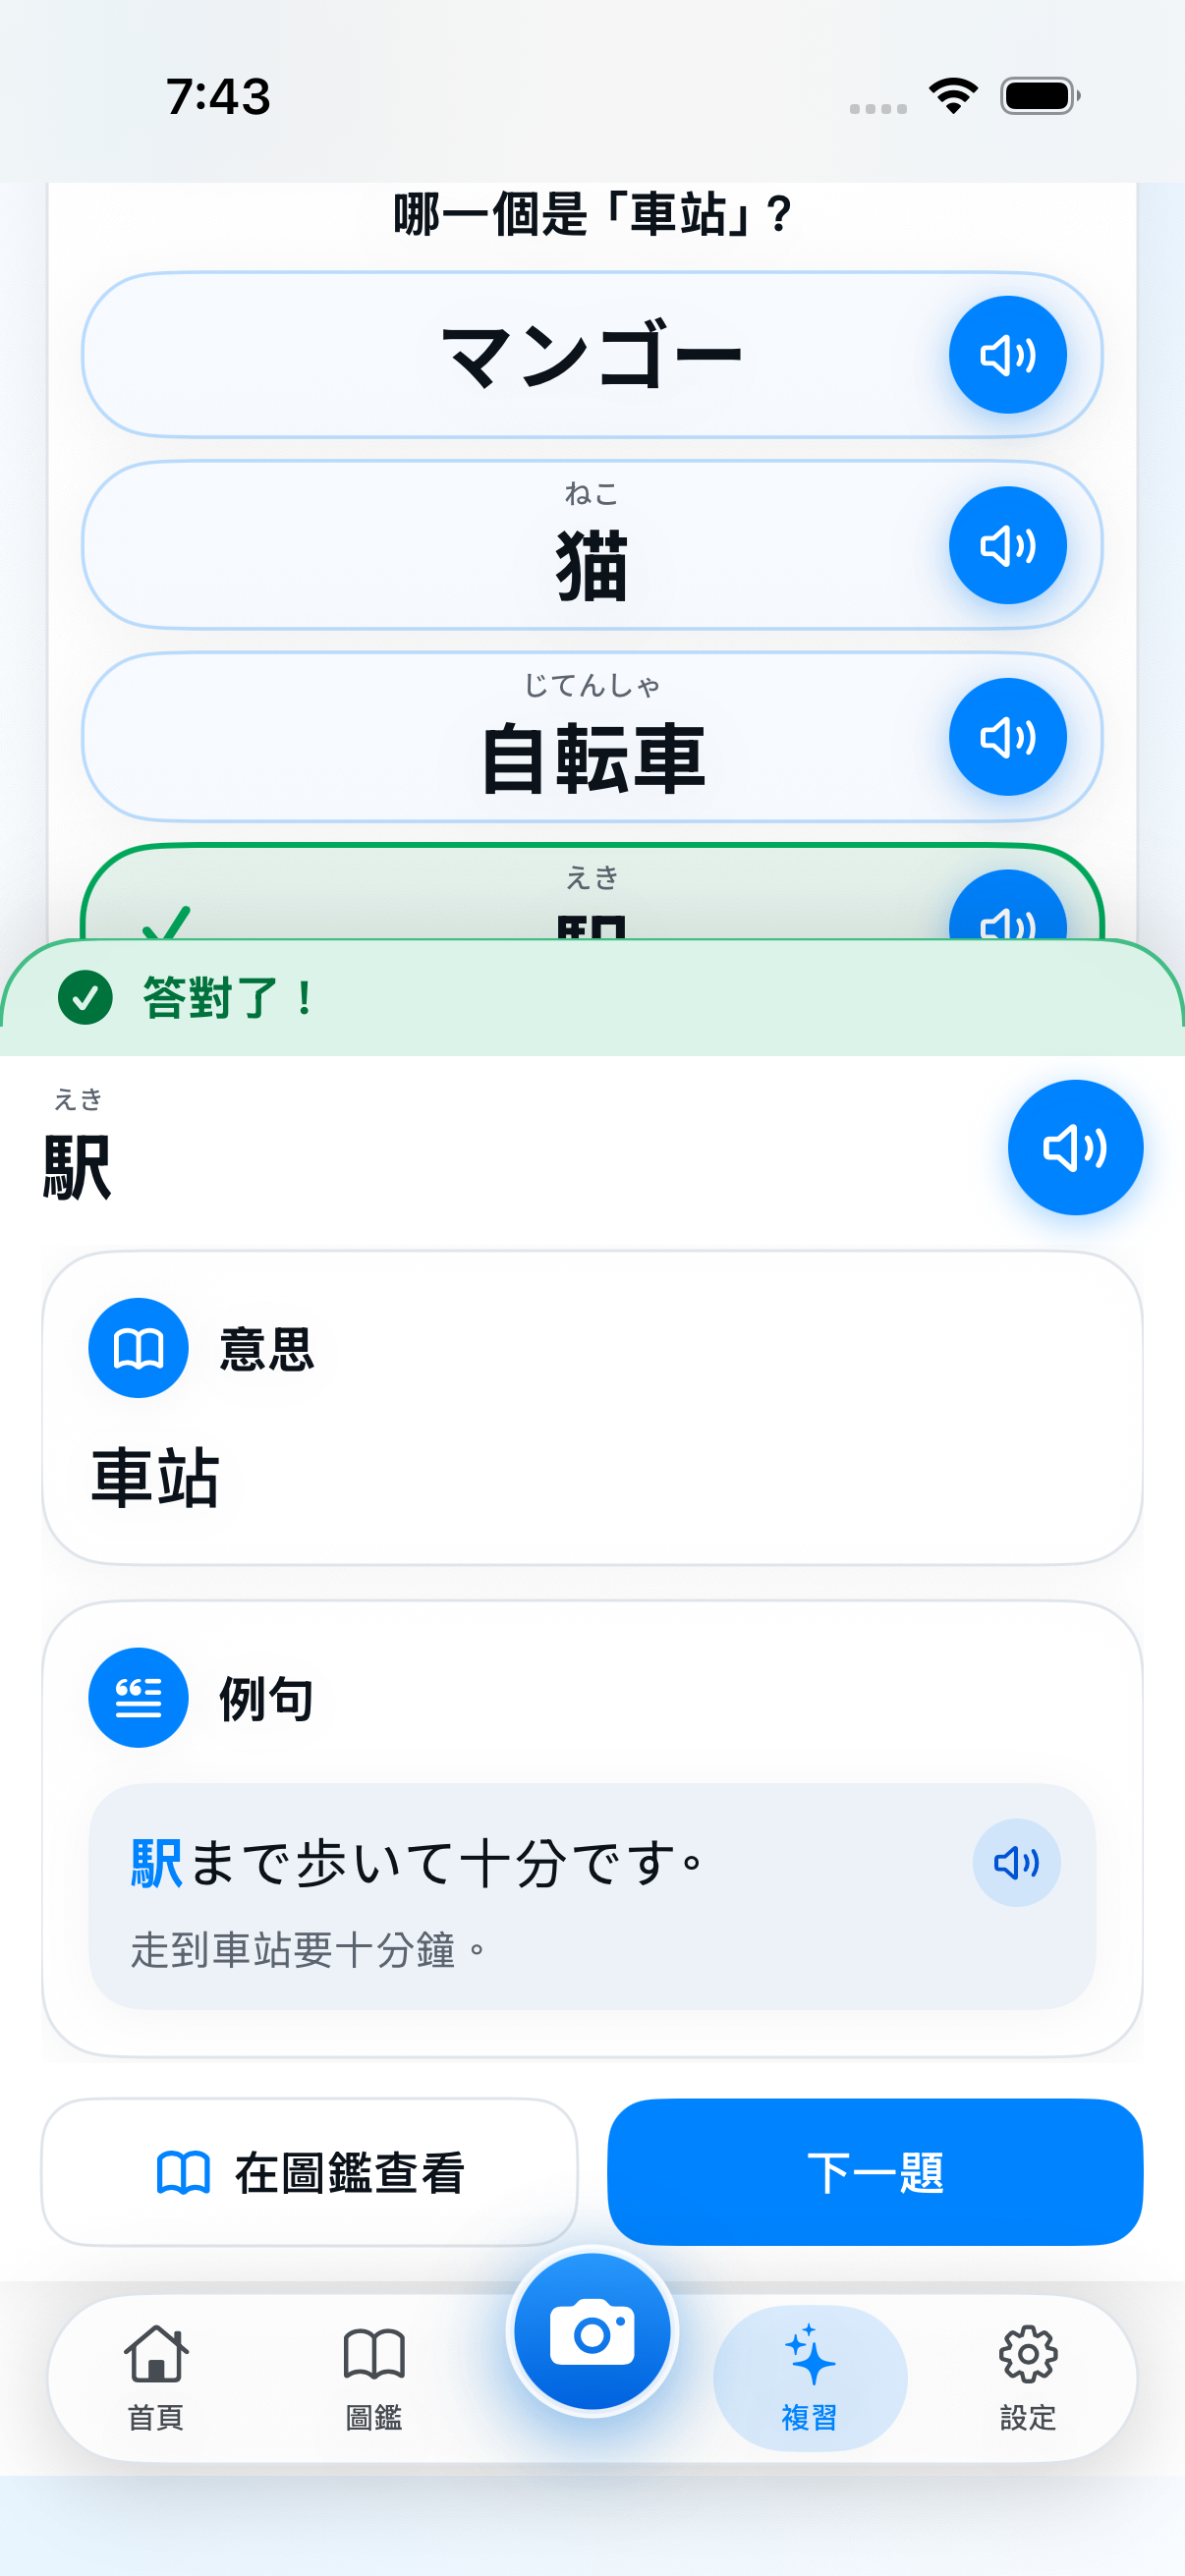 7:43
哪一個是「車站」?
マンゴー
ねこ
猫
じてんしゃ
自転車
えき
駅
答對了！
えき
駅
意思
車站
例句
駅まで歩いて十分です。
走到車站要十分鐘。
在圖鑑查看
下一題
首頁
圖鑑
複習
設定